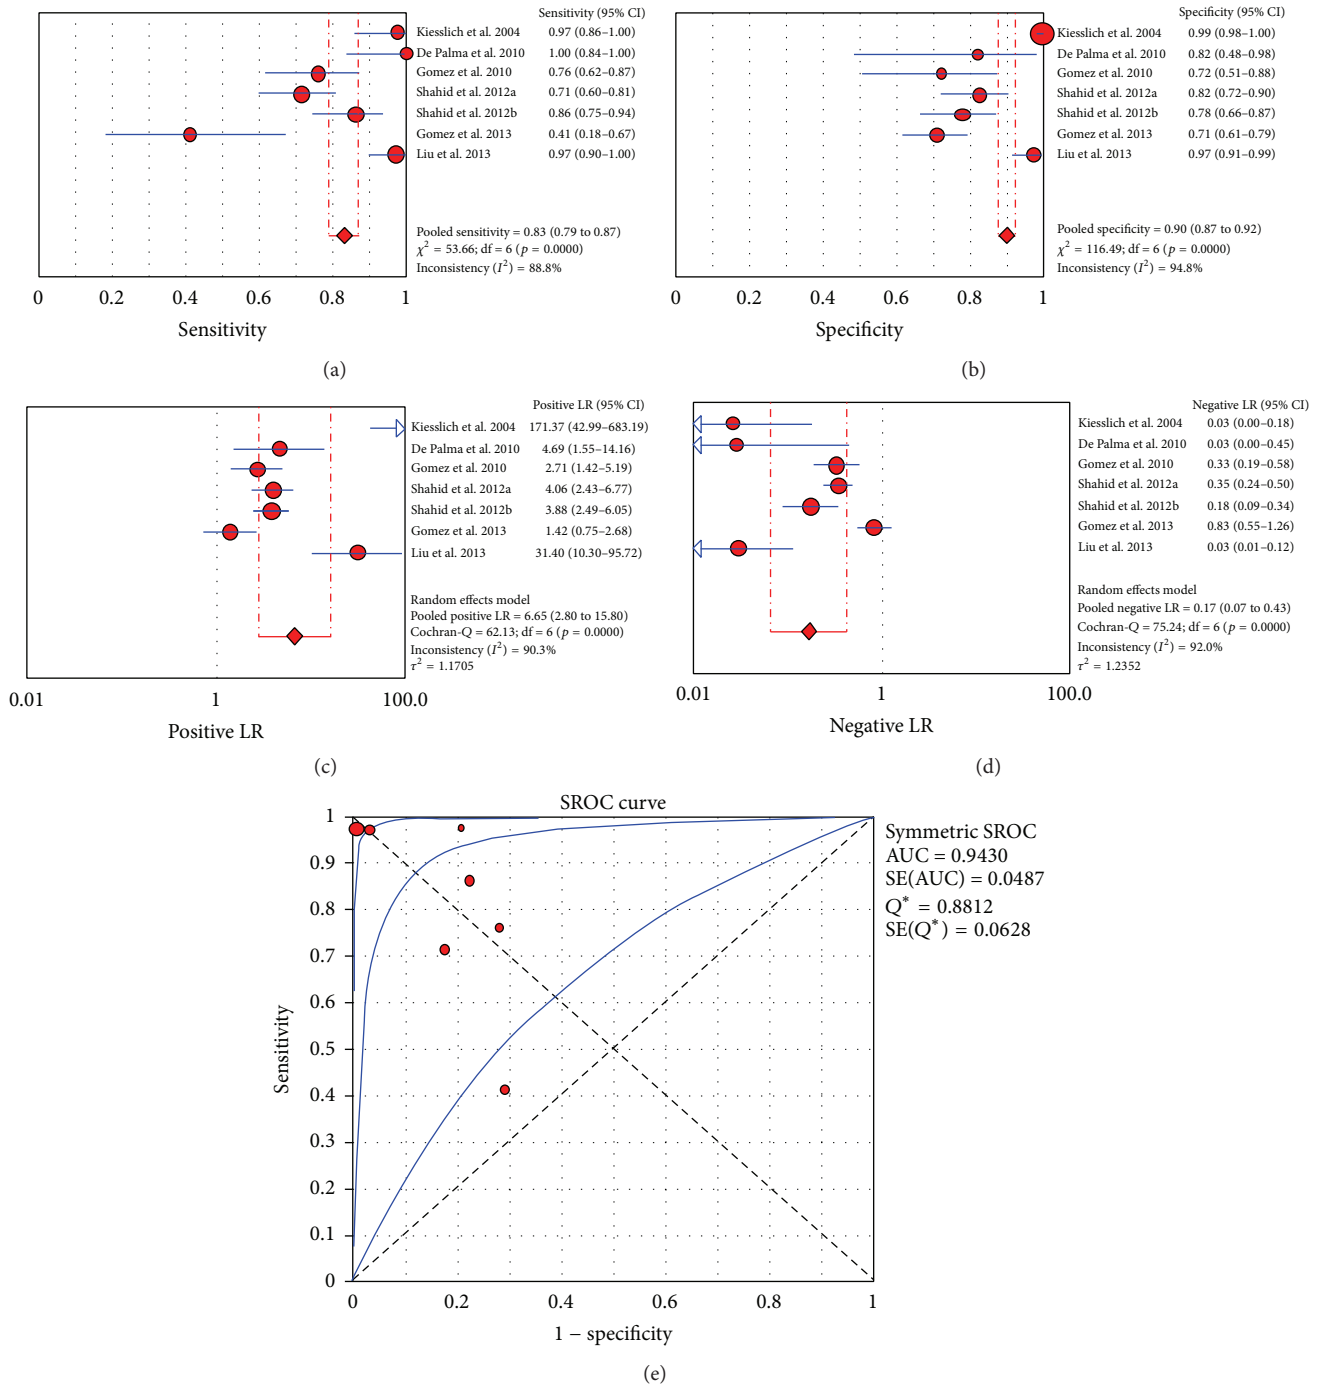 Sensitivity (95% CI)
Kiesslich et al. 2004 0.97 (0.86–1.00)
De Palma et al. 2010 1.00 (0.84–1.00)
Gomez et al. 2010 0.76 (0.62–0.87)
Shahid et al. 2012a 0.71 (0.60–0.81)
Shahid et al. 2012b 0.86 (0.75–0.94)
Gomez et al. 2013 0.41 (0.18–0.67)
Liu et al. 2013 0.97 (0.90–1.00)
Pooled sensitivity = 0.83 (0.79 to 0.87)
χ² = 53.66; df = 6 (p = 0.0000)
Inconsistency (I²) = 88.8%
0 0.2 0.4 0.6 0.8 1
Sensitivity
(a)
Specificity (95% CI)
Kiesslich et al. 2004 0.99 (0.98–1.00)
De Palma et al. 2010 0.82 (0.48–0.98)
Gomez et al. 2010 0.72 (0.51–0.88)
Shahid et al. 2012a 0.82 (0.72–0.90)
Shahid et al. 2012b 0.78 (0.66–0.87)
Gomez et al. 2013 0.71 (0.61–0.79)
Liu et al. 2013 0.97 (0.91–0.99)
Pooled specificity = 0.90 (0.87 to 0.92)
χ² = 116.49; df = 6 (p = 0.0000)
Inconsistency (I²) = 94.8%
0 0.2 0.4 0.6 0.8 1
Specificity
(b)
Positive LR (95% CI)
Kiesslich et al. 2004 171.37 (42.99–683.19)
De Palma et al. 2010 4.69 (1.55–14.16)
Gomez et al. 2010 2.71 (1.42–5.19)
Shahid et al. 2012a 4.06 (2.43–6.77)
Shahid et al. 2012b 3.88 (2.49–6.05)
Gomez et al. 2013 1.42 (0.75–2.68)
Liu et al. 2013 31.40 (10.30–95.72)
Random effects model
Pooled positive LR = 6.65 (2.80 to 15.80)
Cochran-Q = 62.13; df = 6 (p = 0.0000)
Inconsistency (I²) = 90.3%
τ² = 1.1705
0.01 1 100.0
Positive LR
(c)
Negative LR (95% CI)
Kiesslich et al. 2004 0.03 (0.00–0.18)
De Palma et al. 2010 0.03 (0.00–0.45)
Gomez et al. 2010 0.33 (0.19–0.58)
Shahid et al. 2012a 0.35 (0.24–0.50)
Shahid et al. 2012b 0.18 (0.09–0.34)
Gomez et al. 2013 0.83 (0.55–1.26)
Liu et al. 2013 0.03 (0.01–0.12)
Random effects model
Pooled negative LR = 0.17 (0.07 to 0.43)
Cochran-Q = 75.24; df = 6 (p = 0.0000)
Inconsistency (I²) = 92.0%
τ² = 1.2352
0.01 1 100.0
Negative LR
(d)
SROC curve
1
0.9
0.8
0.7
0.6
0.5
0.4
0.3
0.2
0.1
0
Sensitivity
0 0.2 0.4 0.6 0.8 1
1 − specificity
Symmetric SROC
AUC = 0.9430
SE(AUC) = 0.0487
Q* = 0.8812
SE(Q*) = 0.0628
(e)